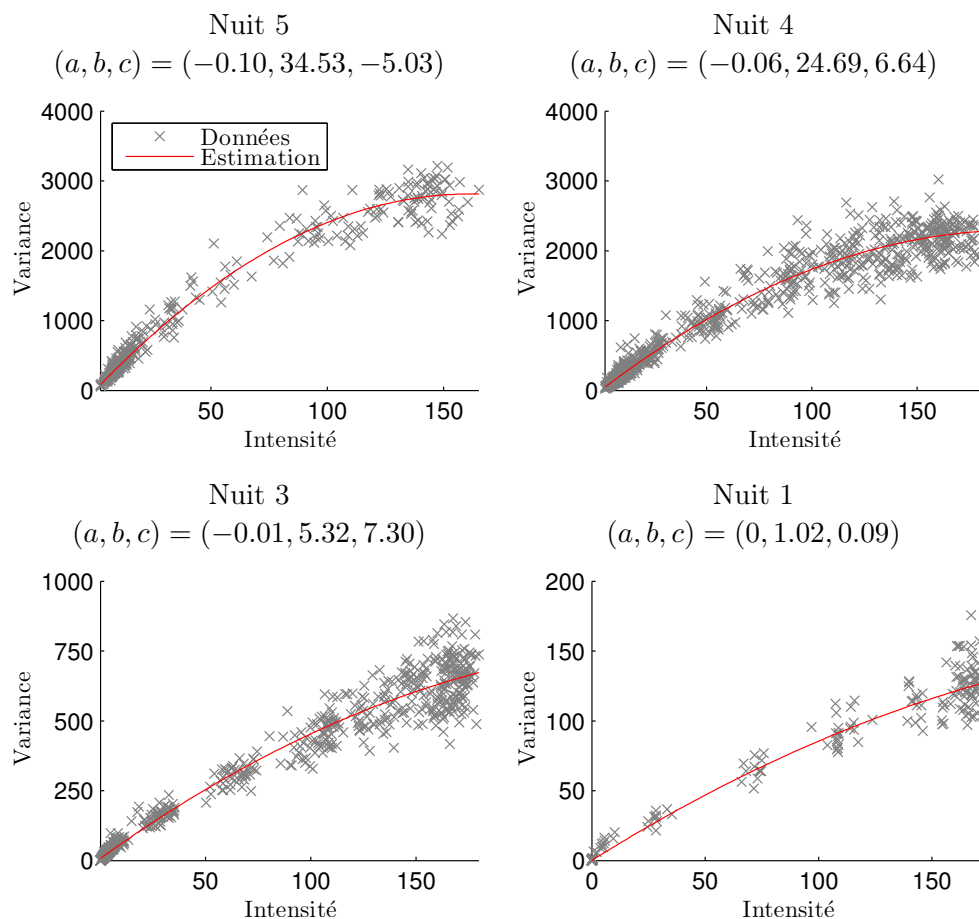 Nuit 5
(a, b, c) = (−0.10, 34.53, −5.03)
4000
3000
2000
1000
0
Variance
50
100
150
Intensité
Données
Estimation
Nuit 4
(a, b, c) = (−0.06, 24.69, 6.64)
4000
3000
2000
1000
0
Variance
50
100
150
Intensité
Nuit 3
(a, b, c) = (−0.01, 5.32, 7.30)
1000
750
500
250
0
Variance
50
100
150
Intensité
Nuit 1
(a, b, c) = (0, 1.02, 0.09)
200
150
100
50
0
Variance
0
50
100
150
Intensité